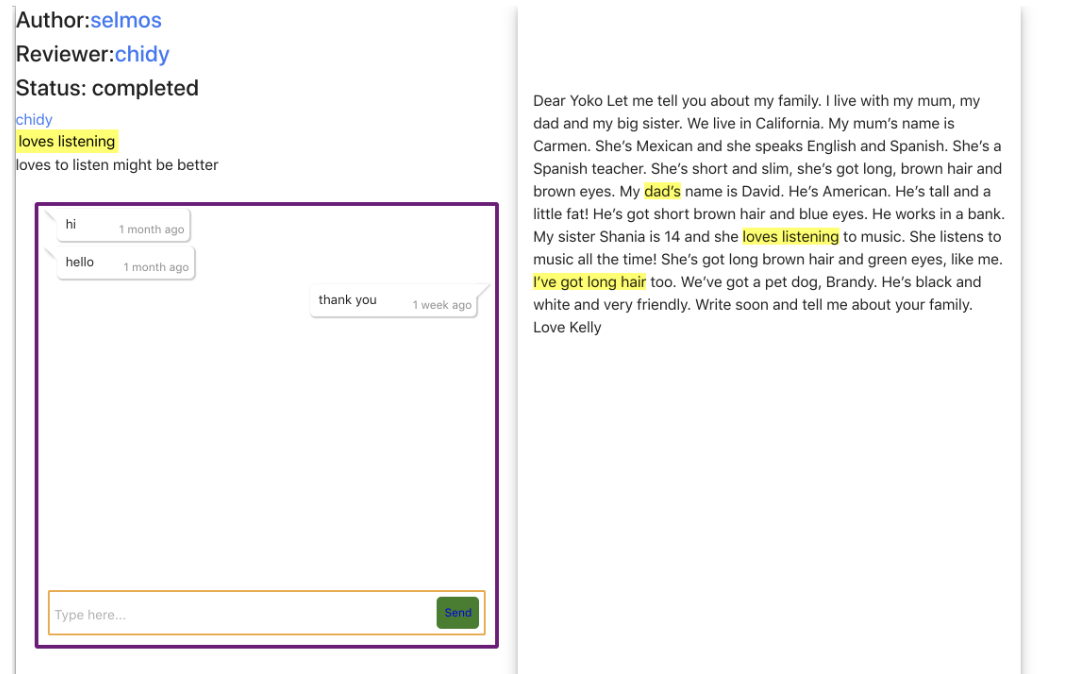 Author:selmos
Reviewer:chidy
Status: completed
chidy
loves listening
loves to listen might be better
hi 1 month ago
hello 1 month ago
thank you 1 week ago
Type here... Send
Dear Yoko Let me tell you about my family. I live with my mum, my
dad and my big sister. We live in California. My mum’s name is
Carmen. She’s Mexican and she speaks English and Spanish. She’s a
Spanish teacher. She’s short and slim, she’s got long, brown hair and
brown eyes. My dad’s name is David. He’s American. He’s tall and a
little fat! He’s got short brown hair and blue eyes. He works in a bank.
My sister Shania is 14 and she loves listening to music. She listens to
music all the time! She’s got long brown hair and green eyes, like me.
I’ve got long hair too. We’ve got a pet dog, Brandy. He’s black and
white and very friendly. Write soon and tell me about your family.
Love Kelly